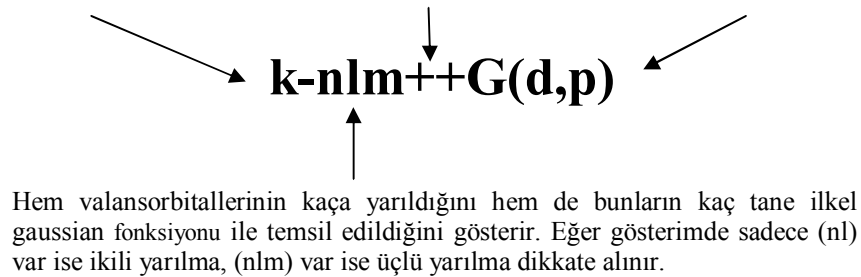 k-nlm++G(d,p)
Hem valansorbitallerinin kaça yarıldığını hem de bunların kaç tane ilkel
gaussian fonksiyonu ile temsil edildiğini gösterir. Eğer gösterimde sadece (nl)
var ise ikili yarılma, (nlm) var ise üçlü yarılma dikkate alınır.